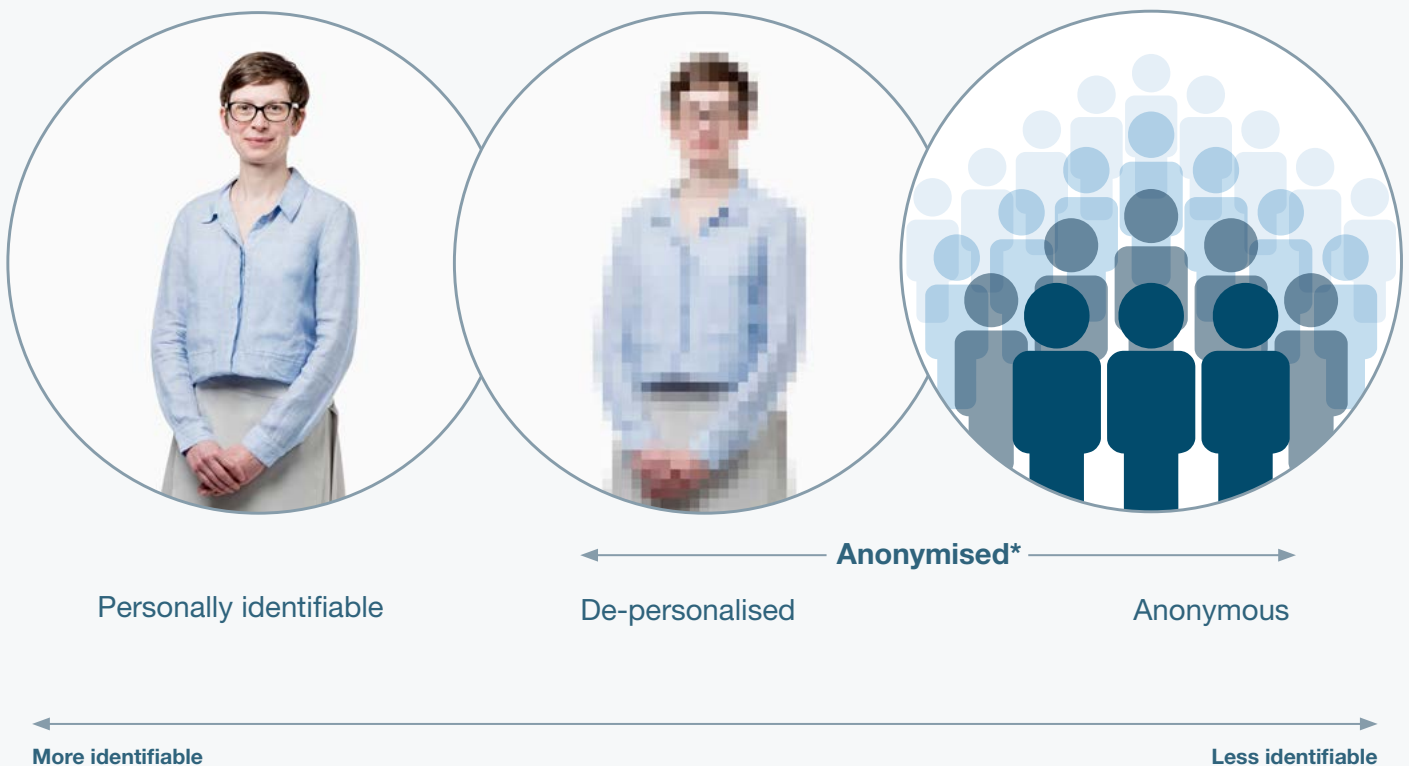 Anonymised*
Personally identifiable
De-personalised
Anonymous
More identifiable
Less identifiable